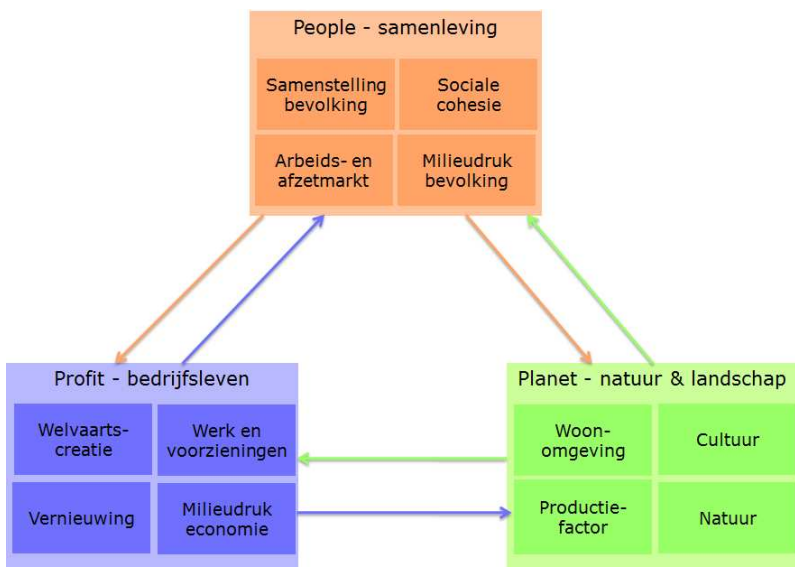 People - samenleving
Samenstelling
bevolking
Sociale
cohesie
Arbeids- en
afzetmarkt
Milieudruk
bevolking
Profit - bedrijfsleven
Welvaarts-
creatie
Werk en
voorzieningen
Vernieuwing
Milieudruk
economie
Planet - natuur & landschap
Woon-
omgeving
Cultuur
Productie-
factor
Natuur